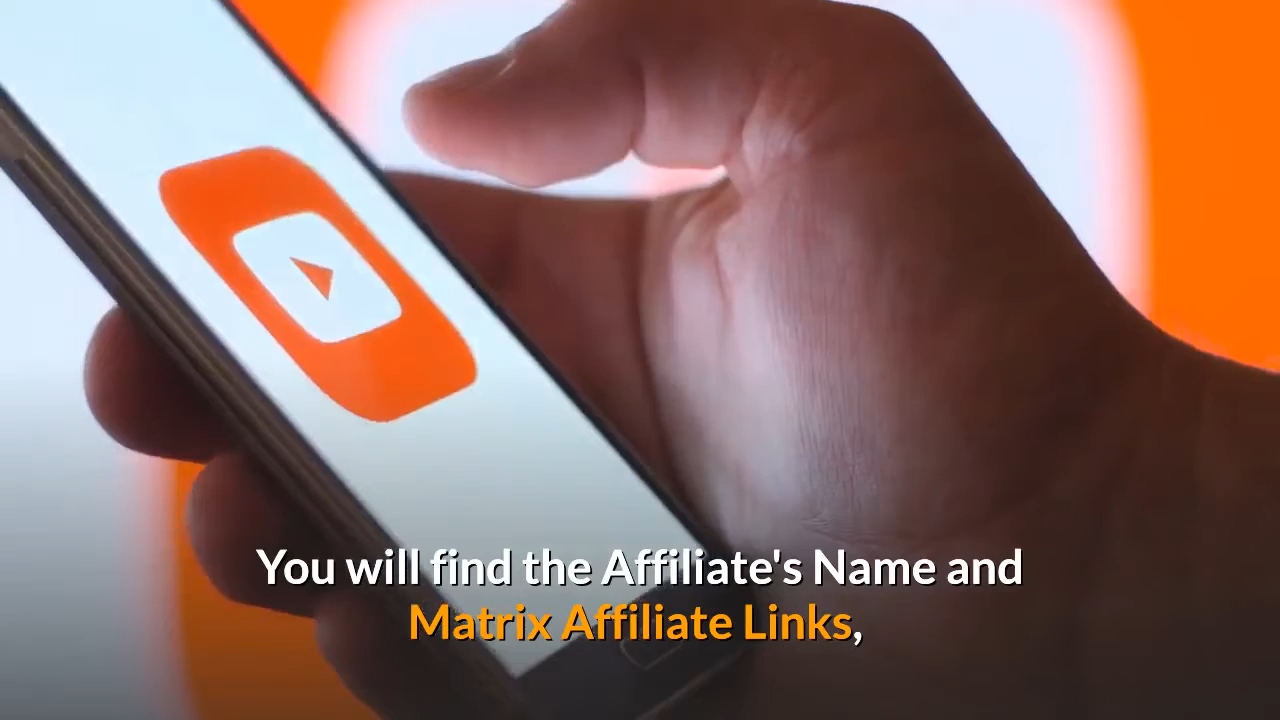 You will find the Affiliate's Name and
Matrix Affiliate Links,